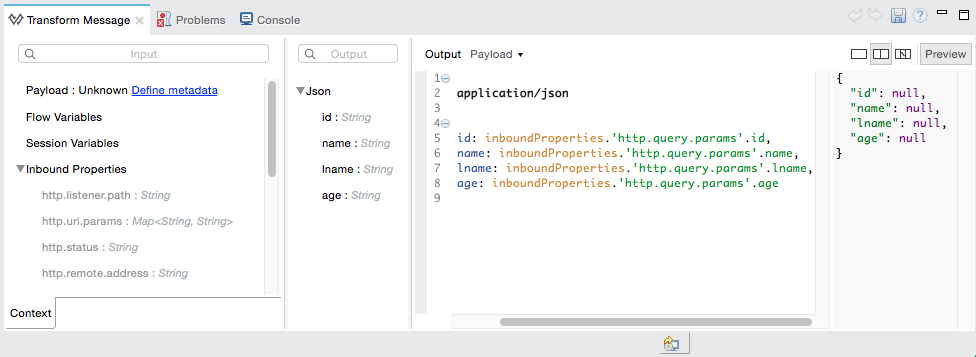 Transform Message
Problems
Console
Input
Payload : Unknown Define metadata
Flow Variables
Session Variables
Inbound Properties
http.listener.path : String
http.uri.params : Map<String, String>
http.status : String
http.remote.address : String
Context
Output
Json
id : String
name : String
lname : String
age : String
Output Payload
Preview
1
2 application/json
3
4
5 id: inboundProperties.'http.query.params'.id,
6 name: inboundProperties.'http.query.params'.name,
7 lname: inboundProperties.'http.query.params'.lname,
8 age: inboundProperties.'http.query.params'.age
9
{
"id": null,
"name": null,
"lname": null,
"age": null
}